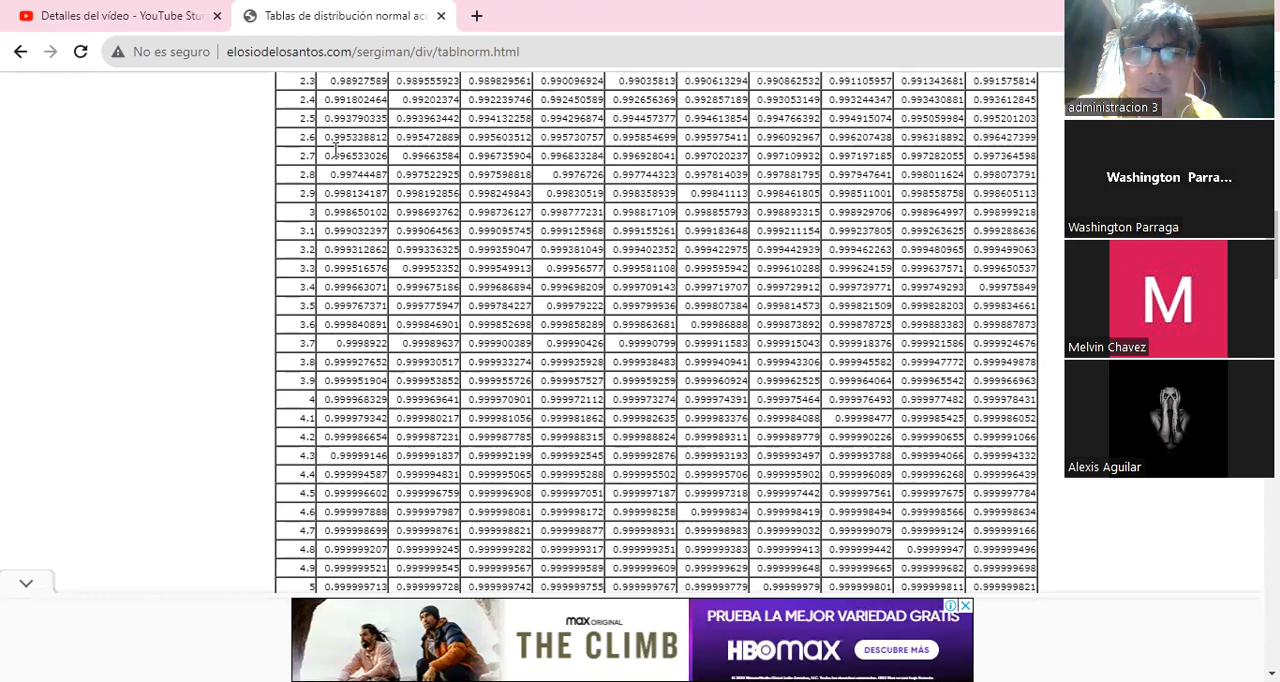 Detalles del vídeo - YouTube Stu
Tablas de distribución normal acu
No es seguro
elosiodelosantos.com/sergiman/div/tablnorm.html
2.3 0.98927589 0.989555923 0.989829561 0.990096924 0.99035813 0.990613294 0.990862532 0.991105957 0.991343681 0.991575814
2.4 0.991802464 0.99202374 0.992239746 0.992450589 0.992656369 0.992857189 0.993053149 0.993244347 0.993430881 0.993612845
2.5 0.993790335 0.993963442 0.994132258 0.994296874 0.994457377 0.994613854 0.994766392 0.994915074 0.995059984 0.995201203
2.6 0.995338812 0.995472889 0.995603512 0.995730757 0.995854699 0.995975411 0.996092967 0.996207438 0.996318892 0.996427399
2.7 0.996533026 0.99663584 0.996735904 0.996833284 0.996928041 0.997020237 0.997109932 0.997197185 0.997282055 0.997364598
2.8 0.99744487 0.997522925 0.997598818 0.9976726 0.997744323 0.997814039 0.997881795 0.997947641 0.998011624 0.998073791
2.9 0.998134187 0.998192856 0.998249843 0.99830519 0.998358939 0.99841113 0.998461805 0.998511001 0.998558758 0.998605113
3 0.998650102 0.998693762 0.998736127 0.998777231 0.998817109 0.998855793 0.998893315 0.998929706 0.998964997 0.998999218
3.1 0.999032397 0.999064563 0.999095745 0.999125968 0.999155261 0.999183648 0.999211154 0.999237805 0.999263625 0.999288636
3.2 0.999312862 0.999336325 0.999359047 0.999381049 0.999402352 0.999422975 0.999442939 0.999462263 0.999480965 0.999499063
3.3 0.999516576 0.99953352 0.999549913 0.99956577 0.999581108 0.999595942 0.999610288 0.999624159 0.999637571 0.999650537
3.4 0.999663071 0.999675186 0.999686894 0.999698209 0.999709143 0.999719707 0.999729912 0.999739771 0.999749293 0.99975849
3.5 0.999767371 0.999775947 0.999784227 0.99979222 0.999799936 0.999807384 0.999814573 0.999821509 0.999828203 0.999834661
3.6 0.999840891 0.999846901 0.999852698 0.999858289 0.999863681 0.99986888 0.999873892 0.999878725 0.999883383 0.999887873
3.7 0.9998922 0.99989637 0.999900389 0.99990426 0.99990799 0.999911583 0.999915043 0.999918376 0.999921586 0.999924676
3.8 0.999927652 0.999930517 0.999933274 0.999935928 0.999938483 0.999940941 0.999943306 0.999945582 0.999947772 0.999949878
3.9 0.999951904 0.999953852 0.999955726 0.999957527 0.999959259 0.999960924 0.999962525 0.999964064 0.999965542 0.999966963
4 0.999968329 0.999969641 0.999970901 0.999972112 0.999973274 0.999974391 0.999975464 0.999976493 0.999977482 0.999978431
4.1 0.999979342 0.999980217 0.999981056 0.999981862 0.999982635 0.999983376 0.999984088 0.99998477 0.999985425 0.999986052
4.2 0.999986654 0.999987231 0.999987785 0.999988315 0.999988824 0.999989311 0.999989779 0.999990226 0.999990655 0.999991066
4.3 0.99999146 0.999991837 0.999992199 0.999992545 0.999992876 0.999993193 0.999993497 0.999993788 0.999994066 0.999994332
4.4 0.999994587 0.999994831 0.999995065 0.999995288 0.999995502 0.999995706 0.999995902 0.999996089 0.999996268 0.999996439
4.5 0.999996602 0.999996759 0.999996908 0.999997051 0.999997187 0.999997318 0.999997442 0.999997561 0.999997675 0.999997784
4.6 0.999997888 0.999997987 0.999998081 0.999998172 0.999998258 0.99999834 0.999998419 0.999998494 0.999998566 0.999998634
4.7 0.999998699 0.999998761 0.999998821 0.999998877 0.999998931 0.999998983 0.999999032 0.999999079 0.999999124 0.999999166
4.8 0.999999207 0.999999245 0.999999282 0.999999317 0.999999351 0.999999383 0.999999413 0.999999442 0.99999947 0.999999496
4.9 0.999999521 0.999999545 0.999999567 0.999999589 0.999999609 0.999999629 0.999999648 0.999999665 0.999999682 0.999999698
5 0.999999713 0.999999728 0.999999742 0.999999755 0.999999767 0.999999779 0.99999979 0.999999801 0.999999811 0.999999821
max ORIGINAL
THE CLIMB
PRUEBA LA MEJOR VARIEDAD GRATIS
HBOmax
DESCUBRE MÁS
administracion 3
Washington Parra...
Washington Parraga
M
Melvin Chavez
Alexis Aguilar